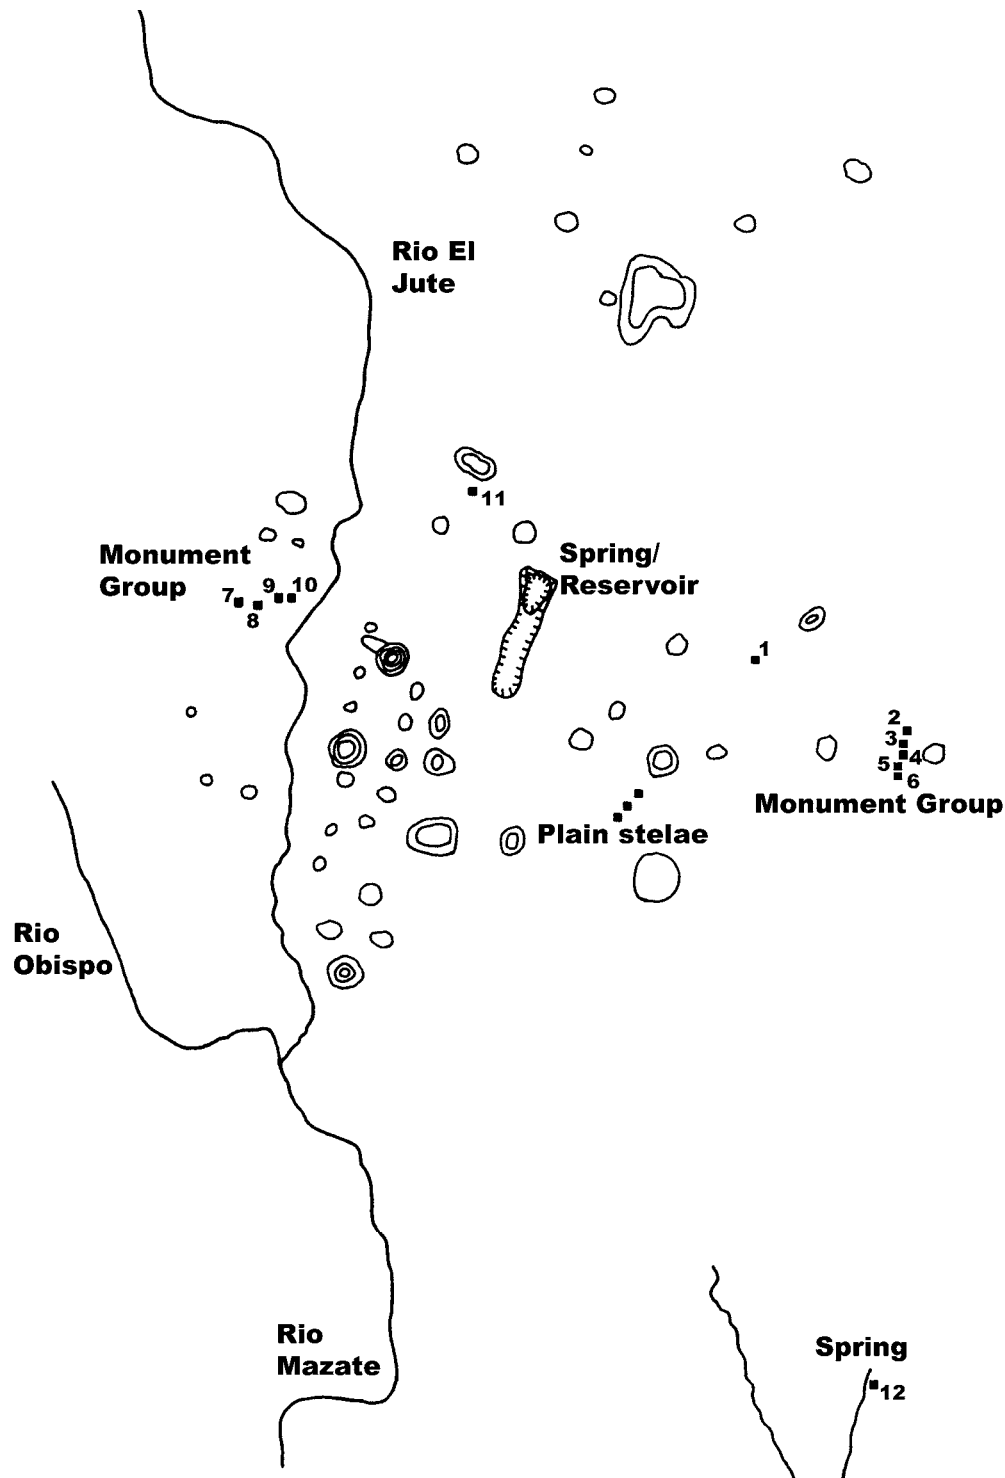 Rio El
Jute
11
Monument
Group
7
8
9
10
Spring/
Reservoir
1
2
3
4
5
6
Monument Group
Plain stelae
Rio
Obispo
Rio
Mazate
Spring
12